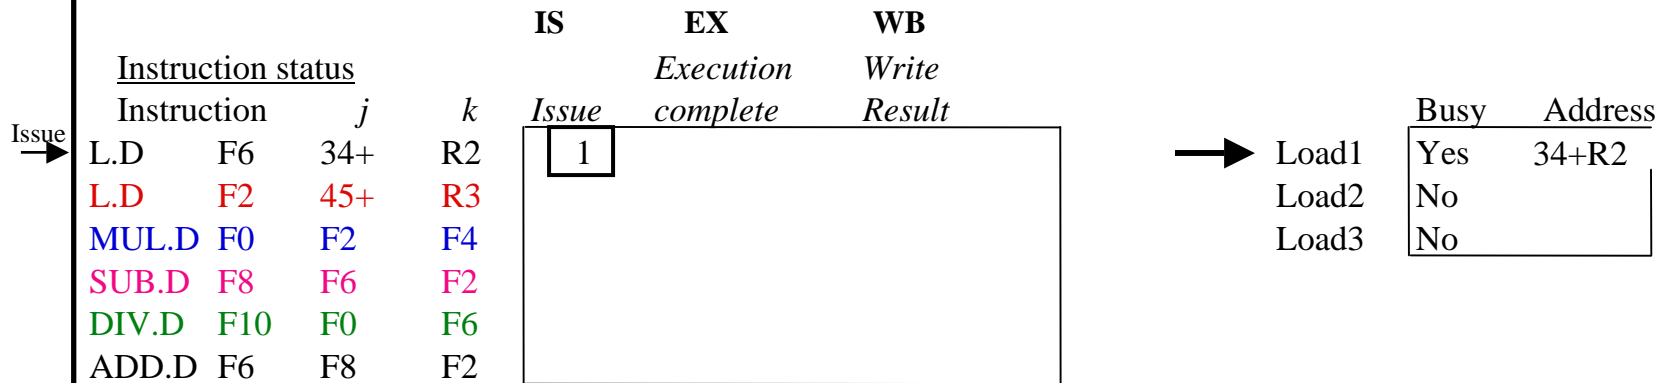 IS EX WB
Instruction status Execution Write
Instruction j k Issue complete Result Busy Address
Issue
L.D F6 34+ R2 1 Load1 Yes 34+R2
L.D F2 45+ R3 Load2 No
MUL.D F0 F2 F4 Load3 No
SUB.D F8 F6 F2
DIV.D F10 F0 F6
ADD.D F6 F8 F2